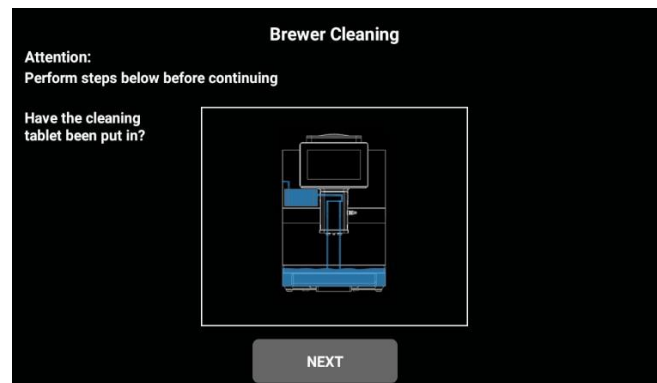 Brewer Cleaning
Attention:
Perform steps below before continuing
Have the cleaning
tablet been put in?
NEXT